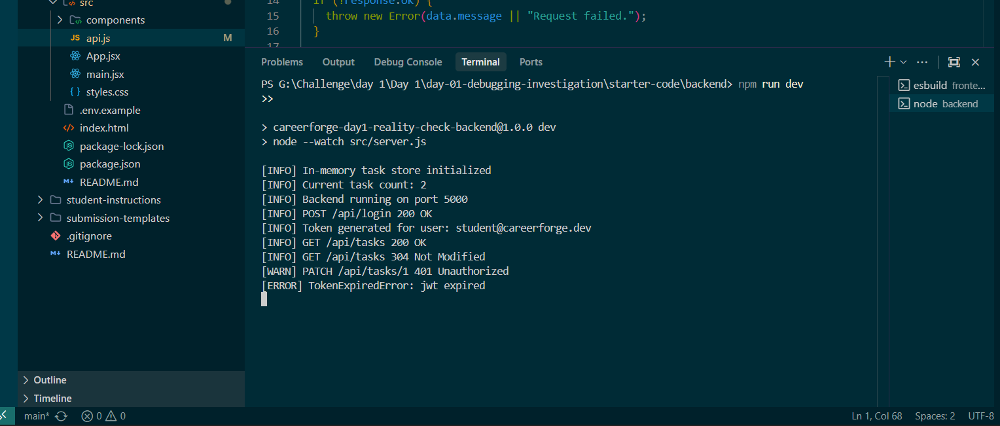 src
components
JS api.js M
App.jsx
main.jsx
{ } styles.css
.env.example
index.html
package-lock.json
package.json
README.md
student-instructions
submission-templates
.gitignore
README.md
Outline
Timeline
14 if (!response.ok) {
15 throw new Error(data.message || "Request failed.");
16 }
17
Problems Output Debug Console Terminal Ports
PS G:\Challenge\day 1\Day 1\day-01-debugging-investigation\starter-code\backend> npm run dev
>>
> careerforge-day1-reality-check-backend@1.0.0 dev
> node --watch src/server.js
[INFO] In-memory task store initialized
[INFO] Current task count: 2
[INFO] Backend running on port 5000
[INFO] POST /api/login 200 OK
[INFO] Token generated for user: student@careerforge.dev
[INFO] GET /api/tasks 200 OK
[INFO] GET /api/tasks 304 Not Modified
[WARN] PATCH /api/tasks/1 401 Unauthorized
[ERROR] TokenExpiredError: jwt expired
esbuild fronte...
node backend
main* 0 0 Ln 1, Col 68 Spaces: 2 UTF-8